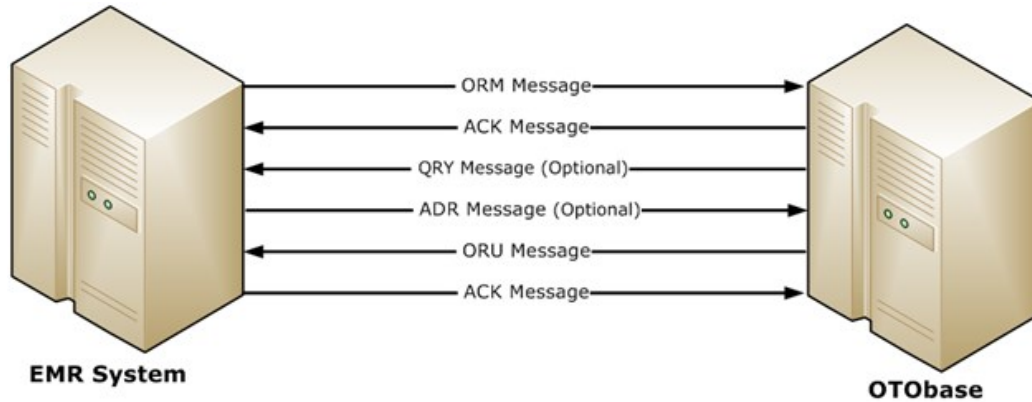 ORM Message
ACK Message
QRY Message (Optional)
ADR Message (Optional)
ORU Message
ACK Message
EMR System
OTObase